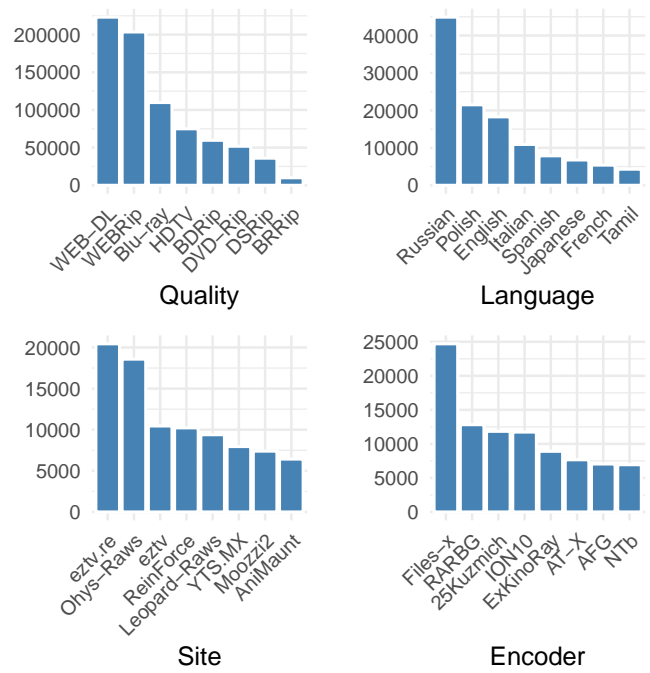 200000
150000
100000
50000
0
WEB-DL
WEBRip
Blu-ray
HDTV
BDRip
DVD-Rip
DSRip
BRRip
Quality
40000
30000
20000
10000
0
Russian
Polish
English
Italian
Spanish
Japanese
French
Tamil
Language
20000
15000
10000
5000
0
eztv.re
Ohys-Raws
eztv
ReinForce
Leopard-Raws
YTS.MX
Moozzi2
AniMaunt
Site
25000
20000
15000
10000
5000
0
Files-x
RARBG
25Kuzmich
ION10
ExKinoRay
AT-X
AFG
NTb
Encoder